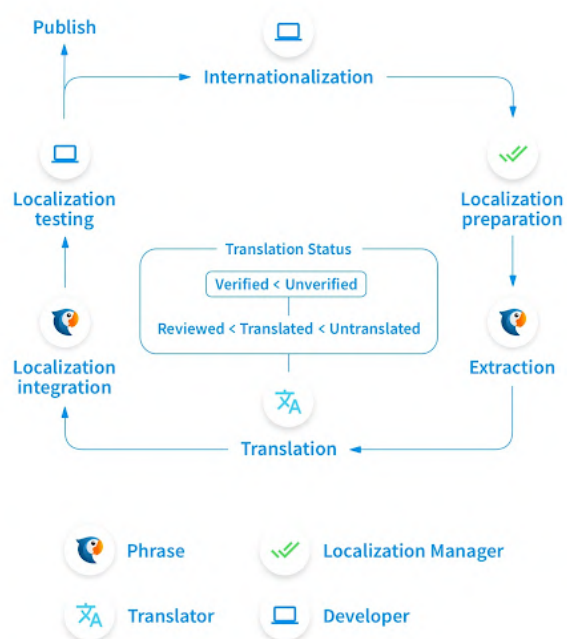 Publish
Internationalization
Localization
testing
Localization
preparation
Translation Status
Verified < Unverified
Reviewed < Translated < Untranslated
Localization
integration
Extraction
Translation
Phrase
Localization Manager
Translator
Developer